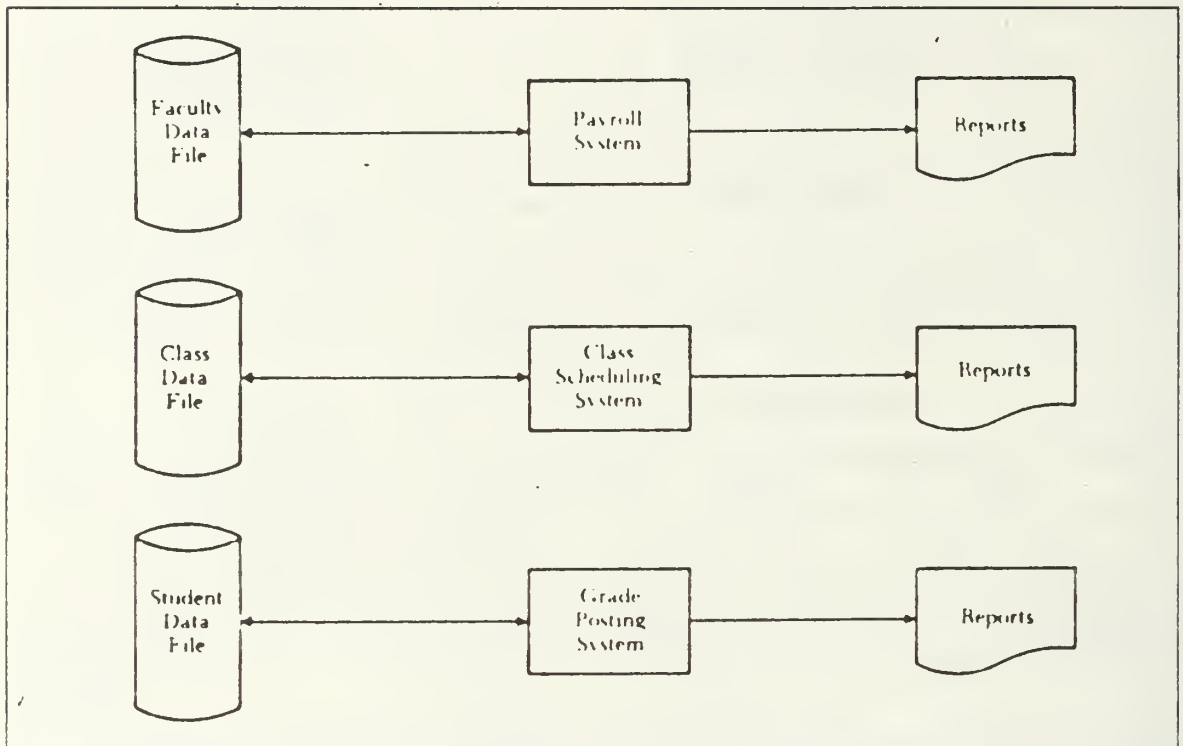 Faculty
Data
File
Payroll
System
Reports
Class
Data
File
Class
Scheduling
System
Reports
Student
Data
File
Grade
Posting
System
Reports